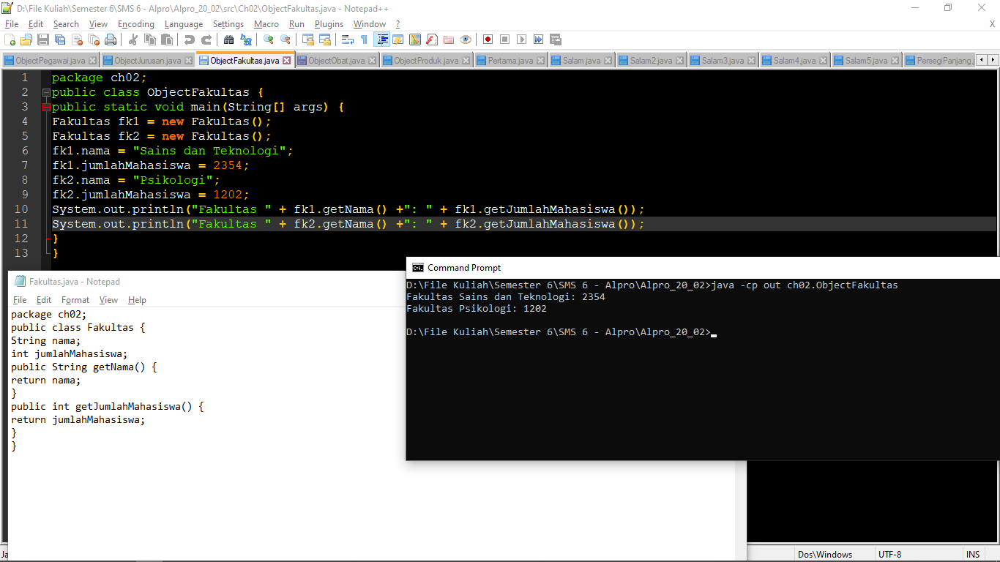 D:\File Kuliah\Semester 6\SMS 6 - Alpro\Alpro_20_02\src\Ch02\ObjectFakultas.java - Notepad++
File Edit Search View Encoding Language Settings Macro Run Plugins Window ? X
ObjectPegawai.java ObjectJurusan.java ObjectFakultas.java ObjectObat.java ObjectProduk.java Pertama.java Salam.java Salam2.java Salam3.java Salam4.java Salam5.java PersegiPanjang.j
1 package ch02;
2 public class ObjectFakultas {
3 public static void main(String[] args) {
4 Fakultas fk1 = new Fakultas();
5 Fakultas fk2 = new Fakultas();
6 fk1.nama = "Sains dan Teknologi";
7 fk1.jumlahMahasiswa = 2354;
8 fk2.nama = "Psikologi";
9 fk2.jumlahMahasiswa = 1202;
10 System.out.println("Fakultas " + fk1.getNama() +": " + fk1.getJumlahMahasiswa());
11 System.out.println("Fakultas " + fk2.getNama() +": " + fk2.getJumlahMahasiswa());
12 }
13 }
Fakultas.java - Notepad
File Edit Format View Help
package ch02;
public class Fakultas {
String nama;
int jumlahMahasiswa;
public String getNama() {
return nama;
}
public int getJumlahMahasiswa() {
return jumlahMahasiswa;
}
}
Command Prompt
D:\File Kuliah\Semester 6\SMS 6 - Alpro\Alpro_20_02>java -cp out ch02.ObjectFakultas
Fakultas Sains dan Teknologi: 2354
Fakultas Psikologi: 1202
D:\File Kuliah\Semester 6\SMS 6 - Alpro\Alpro_20_02>
Ja Dos\Windows UTF-8 INS